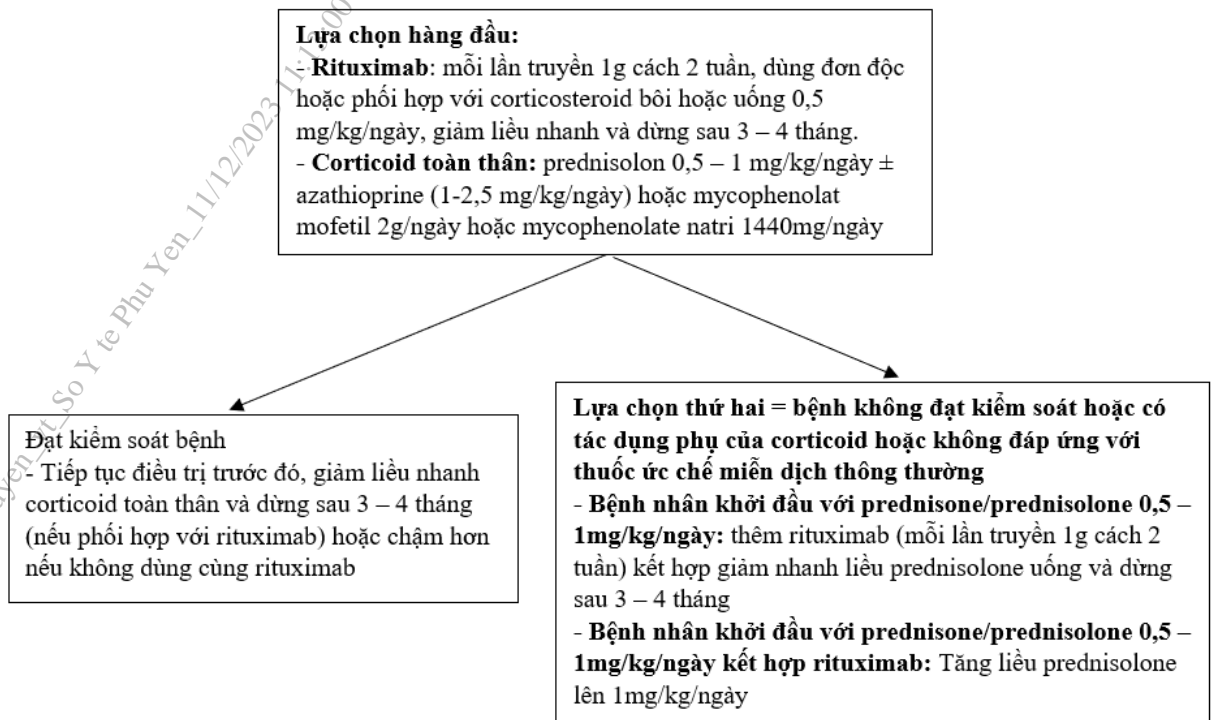 Lựa chọn hàng đầu:
- Rituximab: mỗi lần truyền 1g cách 2 tuần, dùng đơn độc
hoặc phối hợp với corticosteroid bôi hoặc uống 0,5
mg/kg/ngày, giảm liều nhanh và dừng sau 3 – 4 tháng.
- Corticoid toàn thân: prednisolon 0,5 – 1 mg/kg/ngày ±
azathioprine (1-2,5 mg/kg/ngày) hoặc mycophenolat
mofetil 2g/ngày hoặc mycophenolate natri 1440mg/ngày
Đạt kiểm soát bệnh
- Tiếp tục điều trị trước đó, giảm liều nhanh
corticoid toàn thân và dừng sau 3 – 4 tháng
(nếu phối hợp với rituximab) hoặc chậm hơn
nếu không dùng cùng rituximab
Lựa chọn thứ hai = bệnh không đạt kiểm soát hoặc có
tác dụng phụ của corticoid hoặc không đáp ứng với
thuốc ức chế miễn dịch thông thường
- Bệnh nhân khởi đầu với prednisone/prednisolone 0,5 –
1mg/kg/ngày: thêm rituximab (mỗi lần truyền 1g cách 2
tuần) kết hợp giảm nhanh liều prednisolone uống và dừng
sau 3 – 4 tháng
- Bệnh nhân khởi đầu với prednisone/prednisolone 0,5 –
1mg/kg/ngày kết hợp rituximab: Tăng liều prednisolone
lên 1mg/kg/ngày
So Y te Phu Yen_11/12/2023